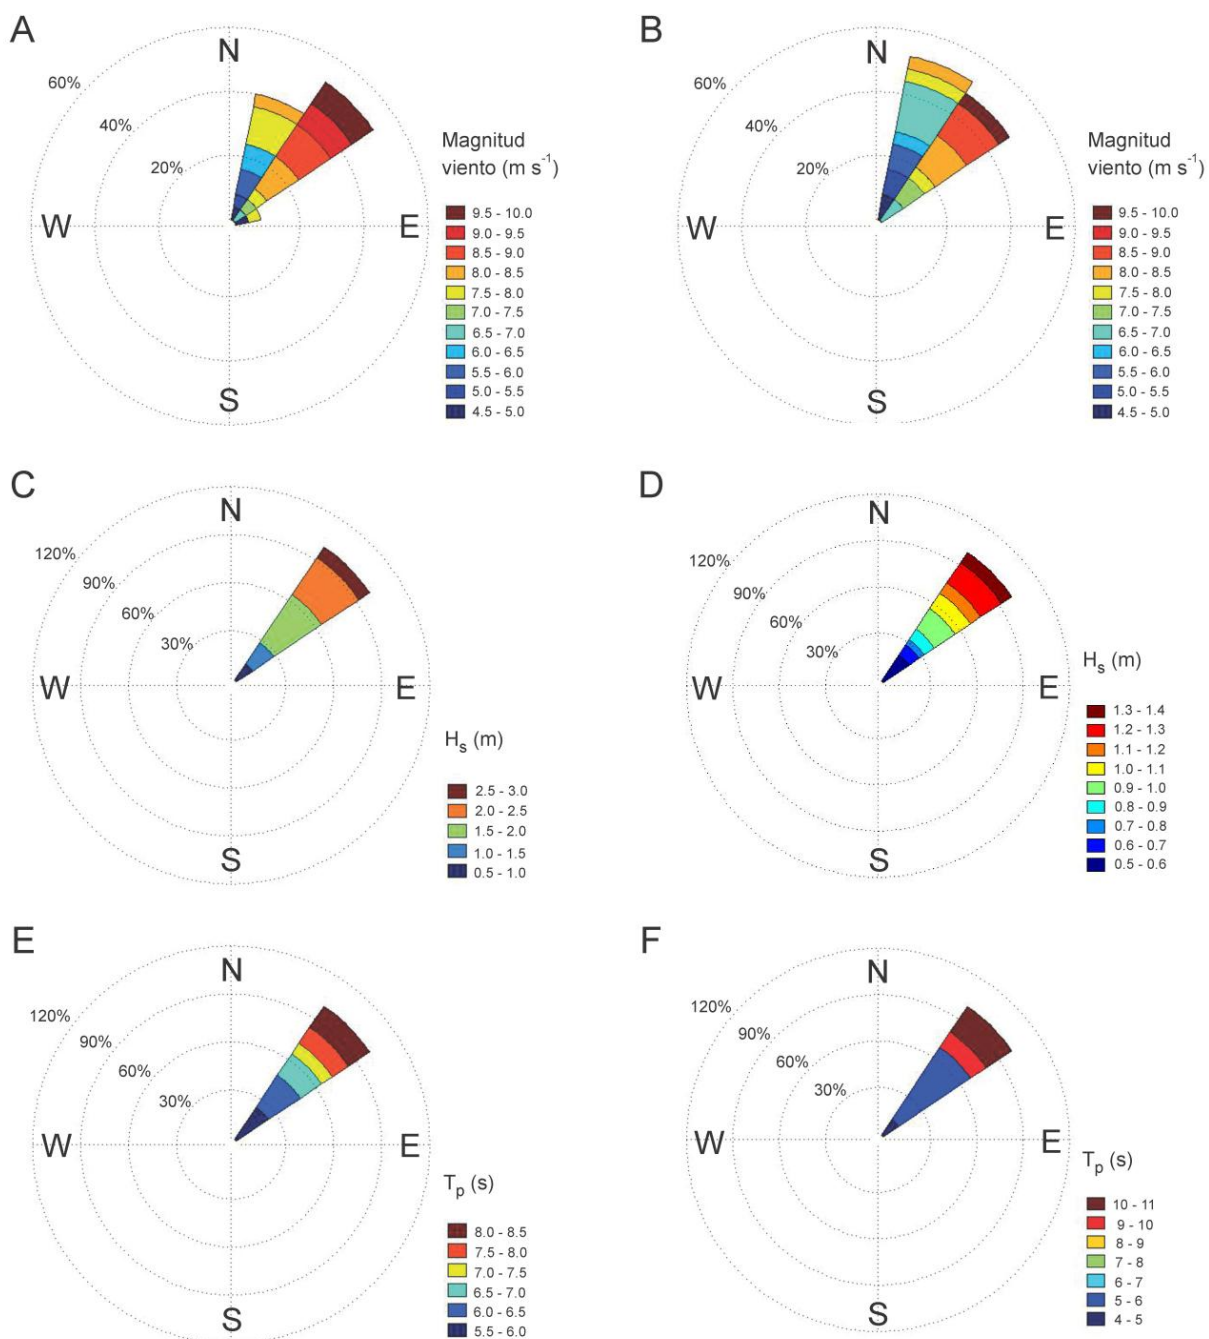 A
N
60%
40%
20%
W
E
S
Magnitud
viento (m s⁻¹)
9.5 - 10.0
9.0 - 9.5
8.5 - 9.0
8.0 - 8.5
7.5 - 8.0
7.0 - 7.5
6.5 - 7.0
6.0 - 6.5
5.5 - 6.0
5.0 - 5.5
4.5 - 5.0
B
N
60%
40%
20%
W
E
S
Magnitud
viento (m s⁻¹)
9.5 - 10.0
9.0 - 9.5
8.5 - 9.0
8.0 - 8.5
7.5 - 8.0
7.0 - 7.5
6.5 - 7.0
6.0 - 6.5
5.5 - 6.0
5.0 - 5.5
4.5 - 5.0
C
N
120%
90%
60%
30%
W
E
S
Hₛ (m)
2.5 - 3.0
2.0 - 2.5
1.5 - 2.0
1.0 - 1.5
0.5 - 1.0
D
N
120%
90%
60%
30%
W
E
S
Hₛ (m)
1.3 - 1.4
1.2 - 1.3
1.1 - 1.2
1.0 - 1.1
0.9 - 1.0
0.8 - 0.9
0.7 - 0.8
0.6 - 0.7
0.5 - 0.6
E
N
120%
90%
60%
30%
W
E
S
Tₚ (s)
8.0 - 8.5
7.5 - 8.0
7.0 - 7.5
6.5 - 7.0
6.0 - 6.5
5.5 - 6.0
F
N
120%
90%
60%
30%
W
E
S
Tₚ (s)
10 - 11
9 - 10
8 - 9
7 - 8
6 - 7
5 - 6
4 - 5